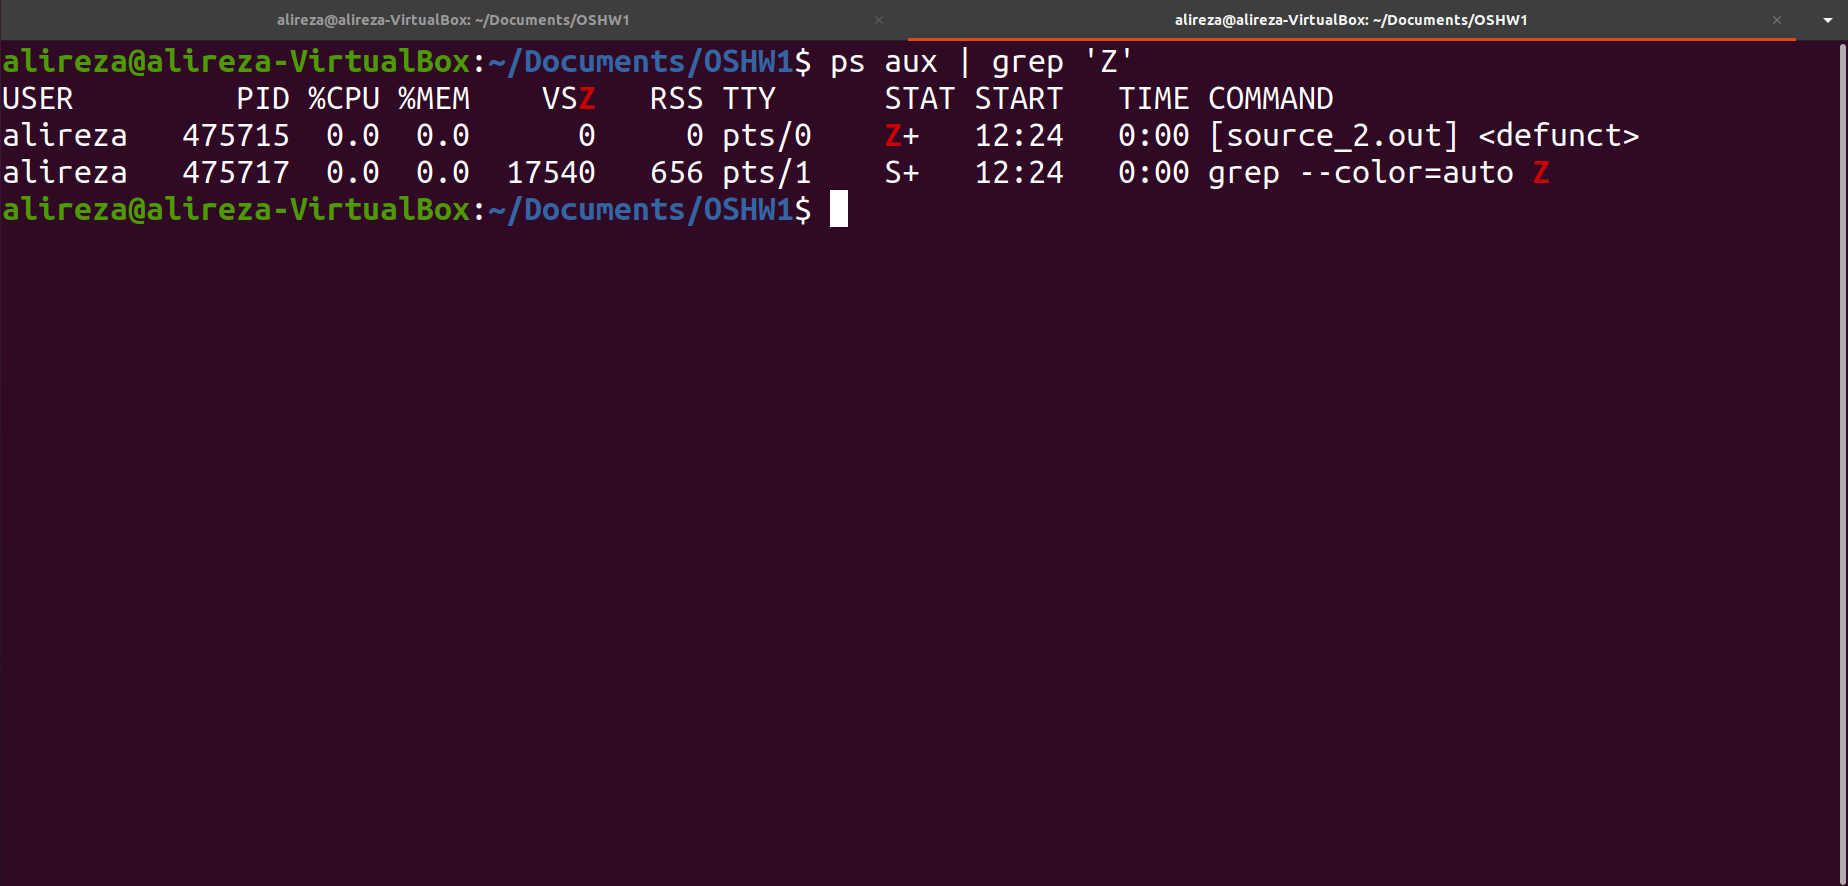 alireza@alireza-VirtualBox: ~/Documents/OSHW1 × alireza@alireza-VirtualBox: ~/Documents/OSHW1 ×
alireza@alireza-VirtualBox:~/Documents/OSHW1$ ps aux | grep 'Z'
USER         PID %CPU %MEM    VSZ   RSS TTY      STAT START   TIME COMMAND
alireza   475715  0.0  0.0      0     0 pts/0    Z+   12:24   0:00 [source_2.out] <defunct>
alireza   475717  0.0  0.0  17540   656 pts/1    S+   12:24   0:00 grep --color=auto Z
alireza@alireza-VirtualBox:~/Documents/OSHW1$